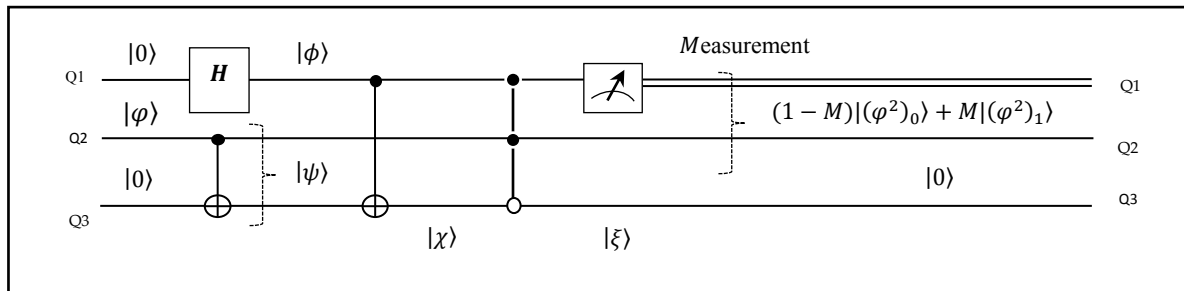 |0⟩ |ϕ⟩ Measurement
Q1 H Q1
|φ⟩ (1 − M)|(φ²)₀⟩ + M|(φ²)₁⟩
Q2 Q2
|0⟩ |ψ⟩ |0⟩
Q3 Q3
|χ⟩ |ξ⟩